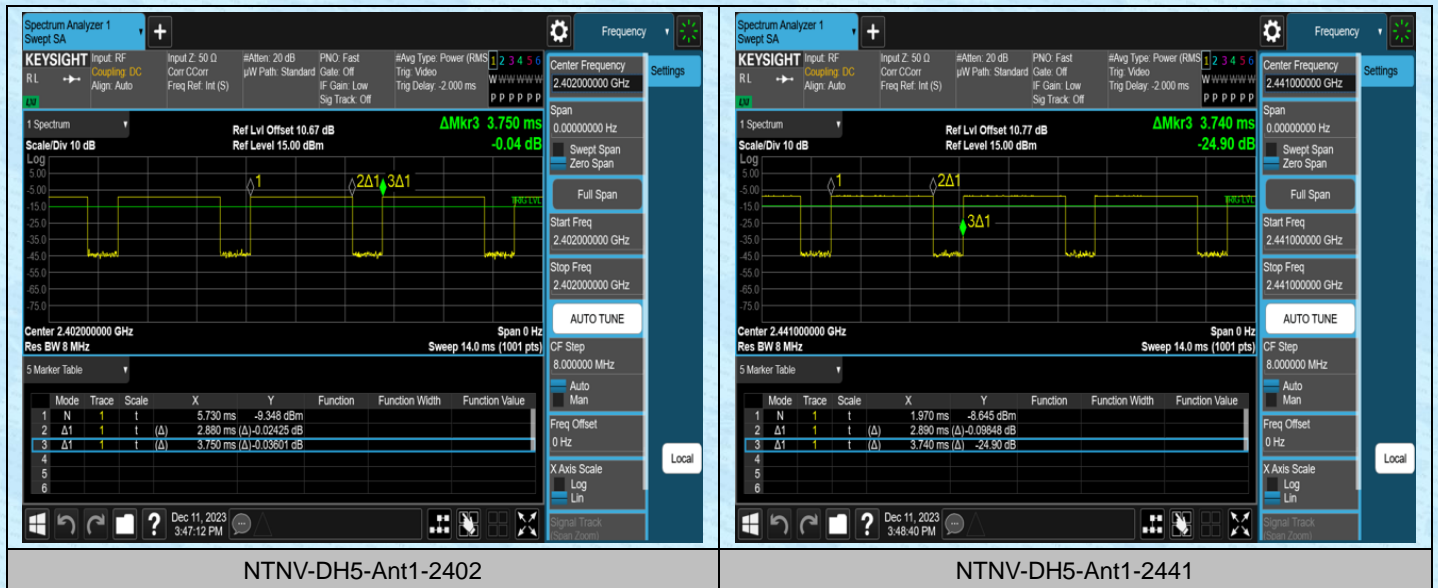 Spectrum Analyzer 1
Swept SA
+
Frequency
KEYSIGHT
RL
LXI
Input: RF
Coupling: DC
Align: Auto
Input Z: 50 Ω
Corr CCorr
Freq Ref: Int (S)
#Atten: 20 dB
µW Path: Standard
PNO: Fast
Gate: Off
IF Gain: Low
Sig Track: Off
#Avg Type: Power (RMS
Trig: Video
Trig Delay: -2.000 ms
1 2 3 4 5 6
W W W W W W
P P P P P P
1 Spectrum
Scale/Div 10 dB
Ref Lvl Offset 10.67 dB
Ref Level 15.00 dBm
ΔMkr3 3.750 ms
-0.04 dB
Log
5.00
-5.00
-15.0
-25.0
-35.0
-45.0
-55.0
-65.0
-75.0
1
2Δ1
3Δ1
TRIG LVL
Center 2.402000000 GHz
Res BW 8 MHz
Span 0 Hz
Sweep 14.0 ms (1001 pts)
5 Marker Table
Mode Trace Scale X Y Function Function Width Function Value
1 N 1 t 5.730 ms -9.348 dBm
2 Δ1 1 t (Δ) 2.880 ms (Δ) -0.02425 dB
3 Δ1 1 t (Δ) 3.750 ms (Δ) -0.03601 dB
4
5
6
Dec 11, 2023
3:47:12 PM
Center Frequency
2.402000000 GHz
Span
0.00000000 Hz
Swept Span
Zero Span
Full Span
Start Freq
2.402000000 GHz
Stop Freq
2.402000000 GHz
AUTO TUNE
CF Step
8.000000 MHz
Auto
Man
Freq Offset
0 Hz
X Axis Scale
Log
Lin
Signal Track
(Span Zoom)
Settings
Local
NTNV-DH5-Ant1-2402
Spectrum Analyzer 1
Swept SA
+
Frequency
KEYSIGHT
RL
LXI
Input: RF
Coupling: DC
Align: Auto
Input Z: 50 Ω
Corr CCorr
Freq Ref: Int (S)
#Atten: 20 dB
µW Path: Standard
PNO: Fast
Gate: Off
IF Gain: Low
Sig Track: Off
#Avg Type: Power (RMS
Trig: Video
Trig Delay: -2.000 ms
1 2 3 4 5 6
W W W W W W
P P P P P P
1 Spectrum
Scale/Div 10 dB
Ref Lvl Offset 10.77 dB
Ref Level 15.00 dBm
ΔMkr3 3.740 ms
-24.90 dB
Log
5.00
-5.00
-15.0
-25.0
-35.0
-45.0
-55.0
-65.0
-75.0
1
2Δ1
3Δ1
TRIG LVL
Center 2.441000000 GHz
Res BW 8 MHz
Span 0 Hz
Sweep 14.0 ms (1001 pts)
5 Marker Table
Mode Trace Scale X Y Function Function Width Function Value
1 N 1 t 1.970 ms -8.645 dBm
2 Δ1 1 t (Δ) 2.890 ms (Δ) -0.09848 dB
3 Δ1 1 t (Δ) 3.740 ms (Δ) -24.90 dB
4
5
6
Dec 11, 2023
3:48:40 PM
Center Frequency
2.441000000 GHz
Span
0.00000000 Hz
Swept Span
Zero Span
Full Span
Start Freq
2.441000000 GHz
Stop Freq
2.441000000 GHz
AUTO TUNE
CF Step
8.000000 MHz
Auto
Man
Freq Offset
0 Hz
X Axis Scale
Log
Lin
Signal Track
(Span Zoom)
Settings
Local
NTNV-DH5-Ant1-2441